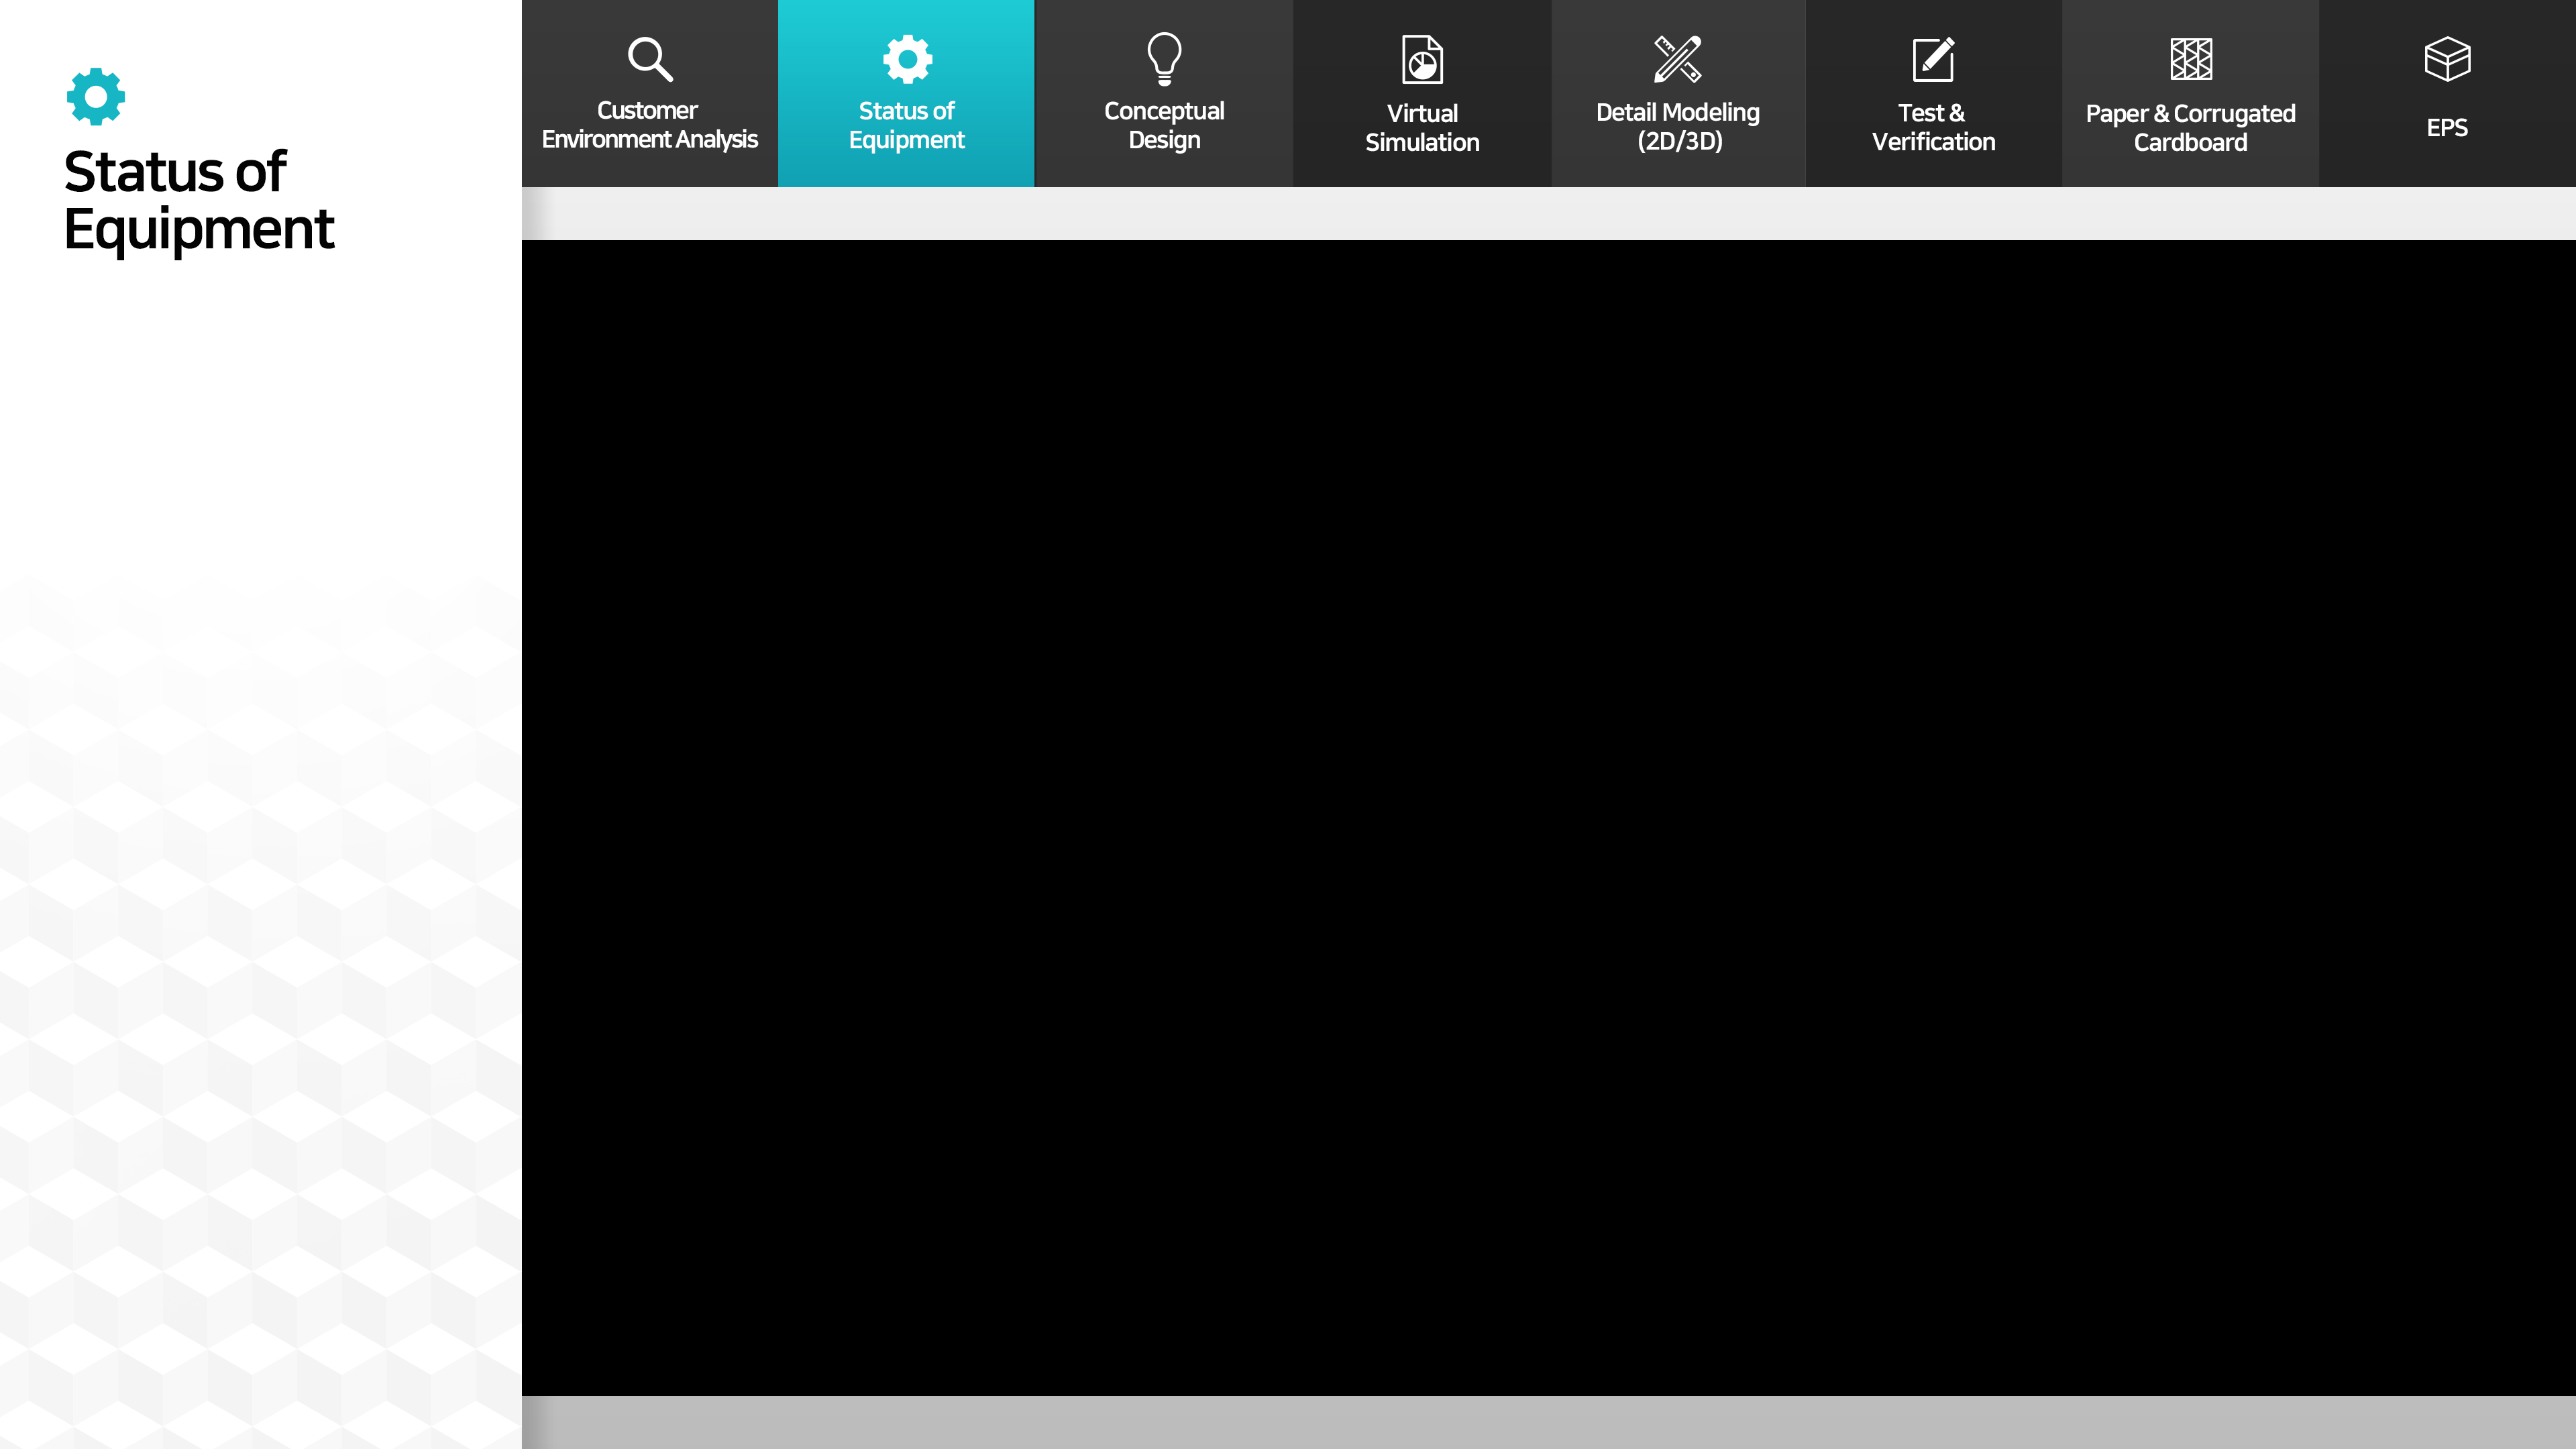 Status of
Equipment
Customer
Environment Analysis
Status of
Equipment
Conceptual
Design
Virtual
Simulation
Detail Modeling
(2D/3D)
Test &
Verification
Paper & Corrugated
Cardboard
EPS